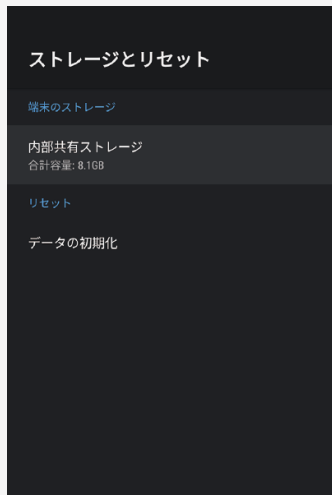 ストレージとリセット
端末のストレージ
内部共有ストレージ
合計容量: 8.1GB
リセット
データの初期化